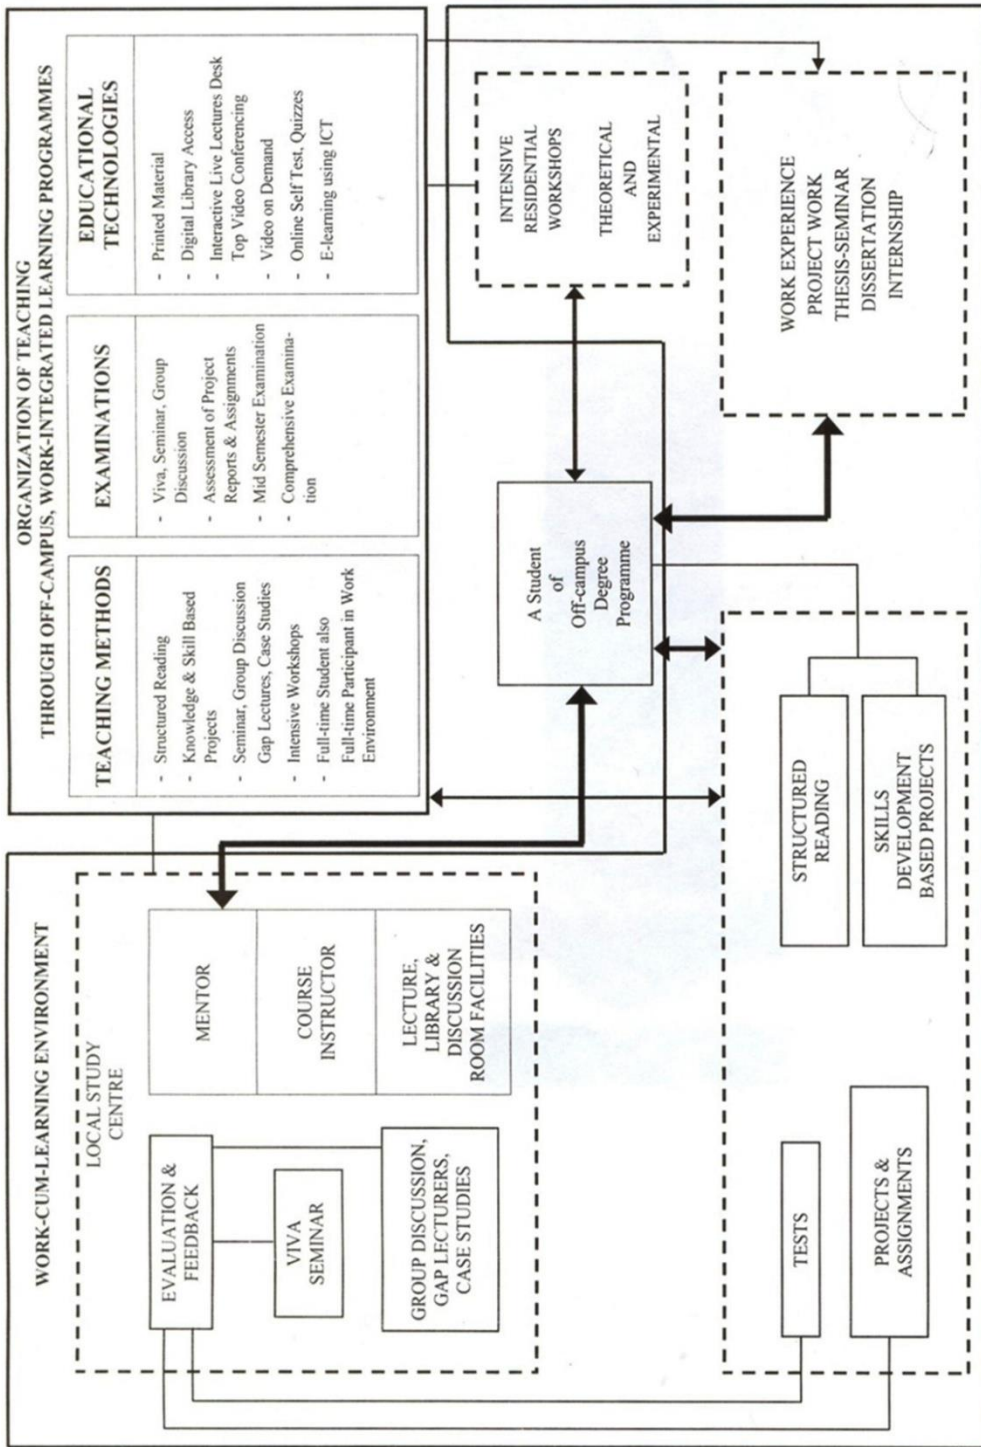 ORGANIZATION OF TEACHING
THROUGH OFF-CAMPUS, WORK-INTEGRATED LEARNING PROGRAMMES
TEACHING METHODS
- Structured Reading
- Knowledge & Skill Based
Projects
- Seminar, Group Discussion
Gap Lectures, Case Studies
- Intensive Workshops
- Full-time Student also
Full-time Participant in Work
Environment
EXAMINATIONS
- Viva, Seminar, Group
Discussion
- Assessment of Project
Reports & Assignments
- Mid Semester Examination
- Comprehensive Examina-
tion
EDUCATIONAL
TECHNOLOGIES
- Printed Material
- Digital Library Access
- Interactive Live Lectures Desk
Top Video Conferencing
- Video on Demand
- Online Self Test, Quizzes
- E-learning using ICT
WORK-CUM-LEARNING ENVIRONMENT
LOCAL STUDY
CENTRE
EVALUATION &
FEEDBACK
VIVA
SEMINAR
GROUP DISCUSSION,
GAP LECTURERS,
CASE STUDIES
MENTOR
COURSE
INSTRUCTOR
LECTURE,
LIBRARY &
DISCUSSION
ROOM FACILITIES
A Student
of
Off-campus
Degree
Programme
INTENSIVE
RESIDENTIAL
WORKSHOPS
THEORETICAL
AND
EXPERIMENTAL
TESTS
PROJECTS &
ASSIGNMENTS
STRUCTURED
READING
SKILLS
DEVELOPMENT
BASED PROJECTS
WORK EXPERIENCE
PROJECT WORK
THESIS-SEMINAR
DISSERTATION
INTERNSHIP